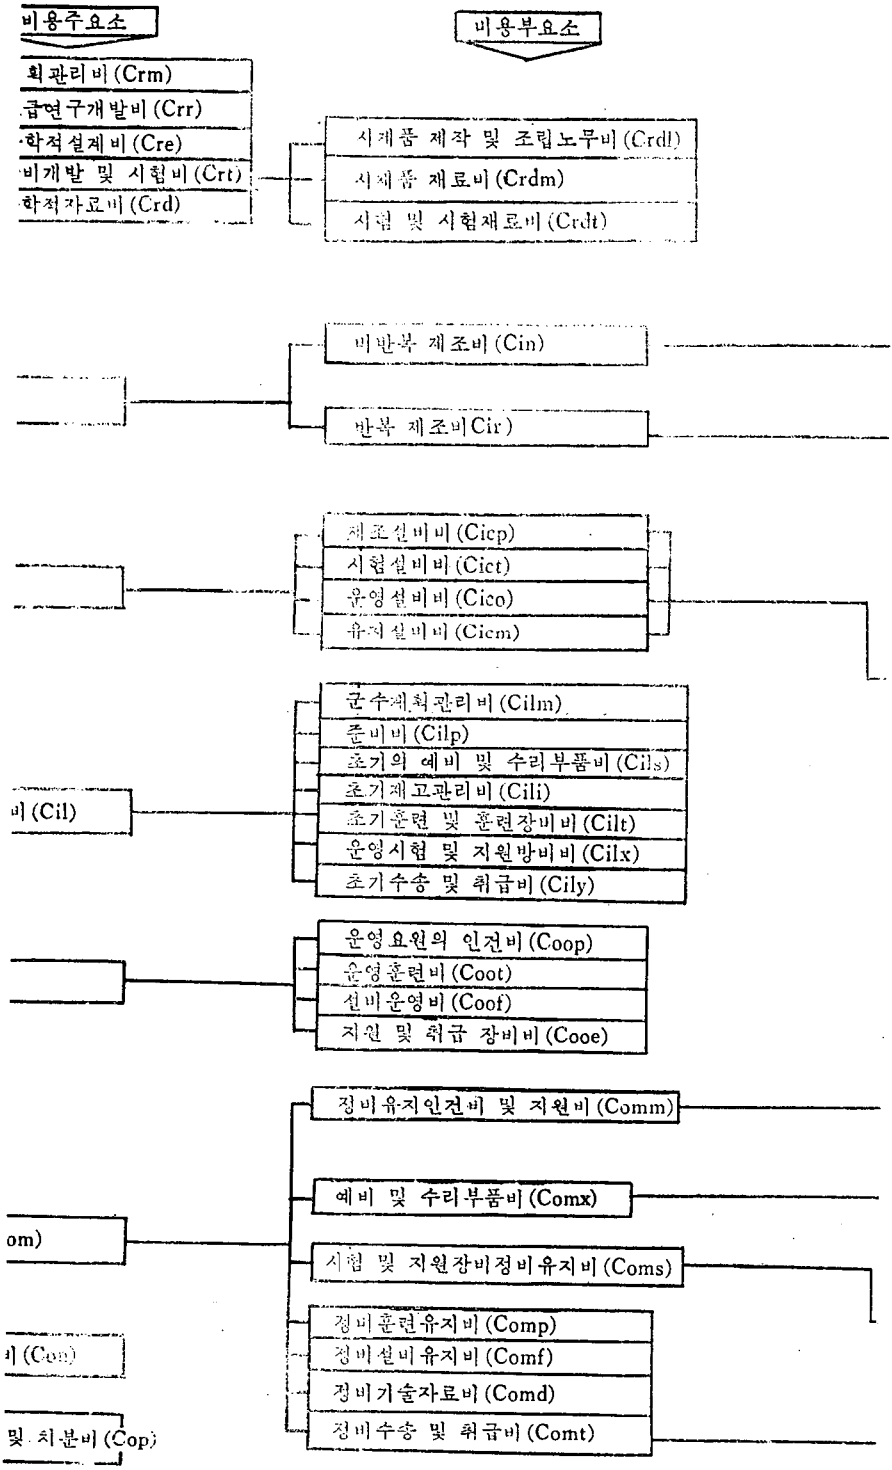 비용주요소
비용부요소
획관리비(Crm)
급연구개발비(Crr)
학적설계비(Cre)
비개발 및 시험비(Crt)
학적자료비(Crd)
시제품 제작 및 조립노무비(Crdl)
시제품 재료비(Crdm)
시험 및 시험재료비(Crdt)
비반복 제조비(Cin)
반복 제조비Cir)
제조설비비(Cicp)
시험설비비(Cict)
운영설비비(Cico)
유지설비비(Cicm)
군수계획관리비(Cilm)
준비비(Cilp)
초기의 예비 및 수리부품비(Cils)
초기재고관리비(Cili)
비(Cil)
초기훈련 및 훈련장비비(Cilt)
운영시험 및 지원방비비(Cilx)
초기수송 및 취급비(Cily)
운영요원의 인건비(Coop)
운영훈련비(Coot)
설비운영비(Coof)
지원 및 취급 장비비(Cooe)
정비유지인건비 및 지원비(Comm)
예비 및 수리부품비(Comx)
om)
시험 및 지원장비정비유지비(Coms)
정비훈련유지비(Comp)
정비설비유지비(Comf)
비(Con)
정비기술자료비(Comd)
정비수송 및 취급비(Comt)
및 처분비(Cop)